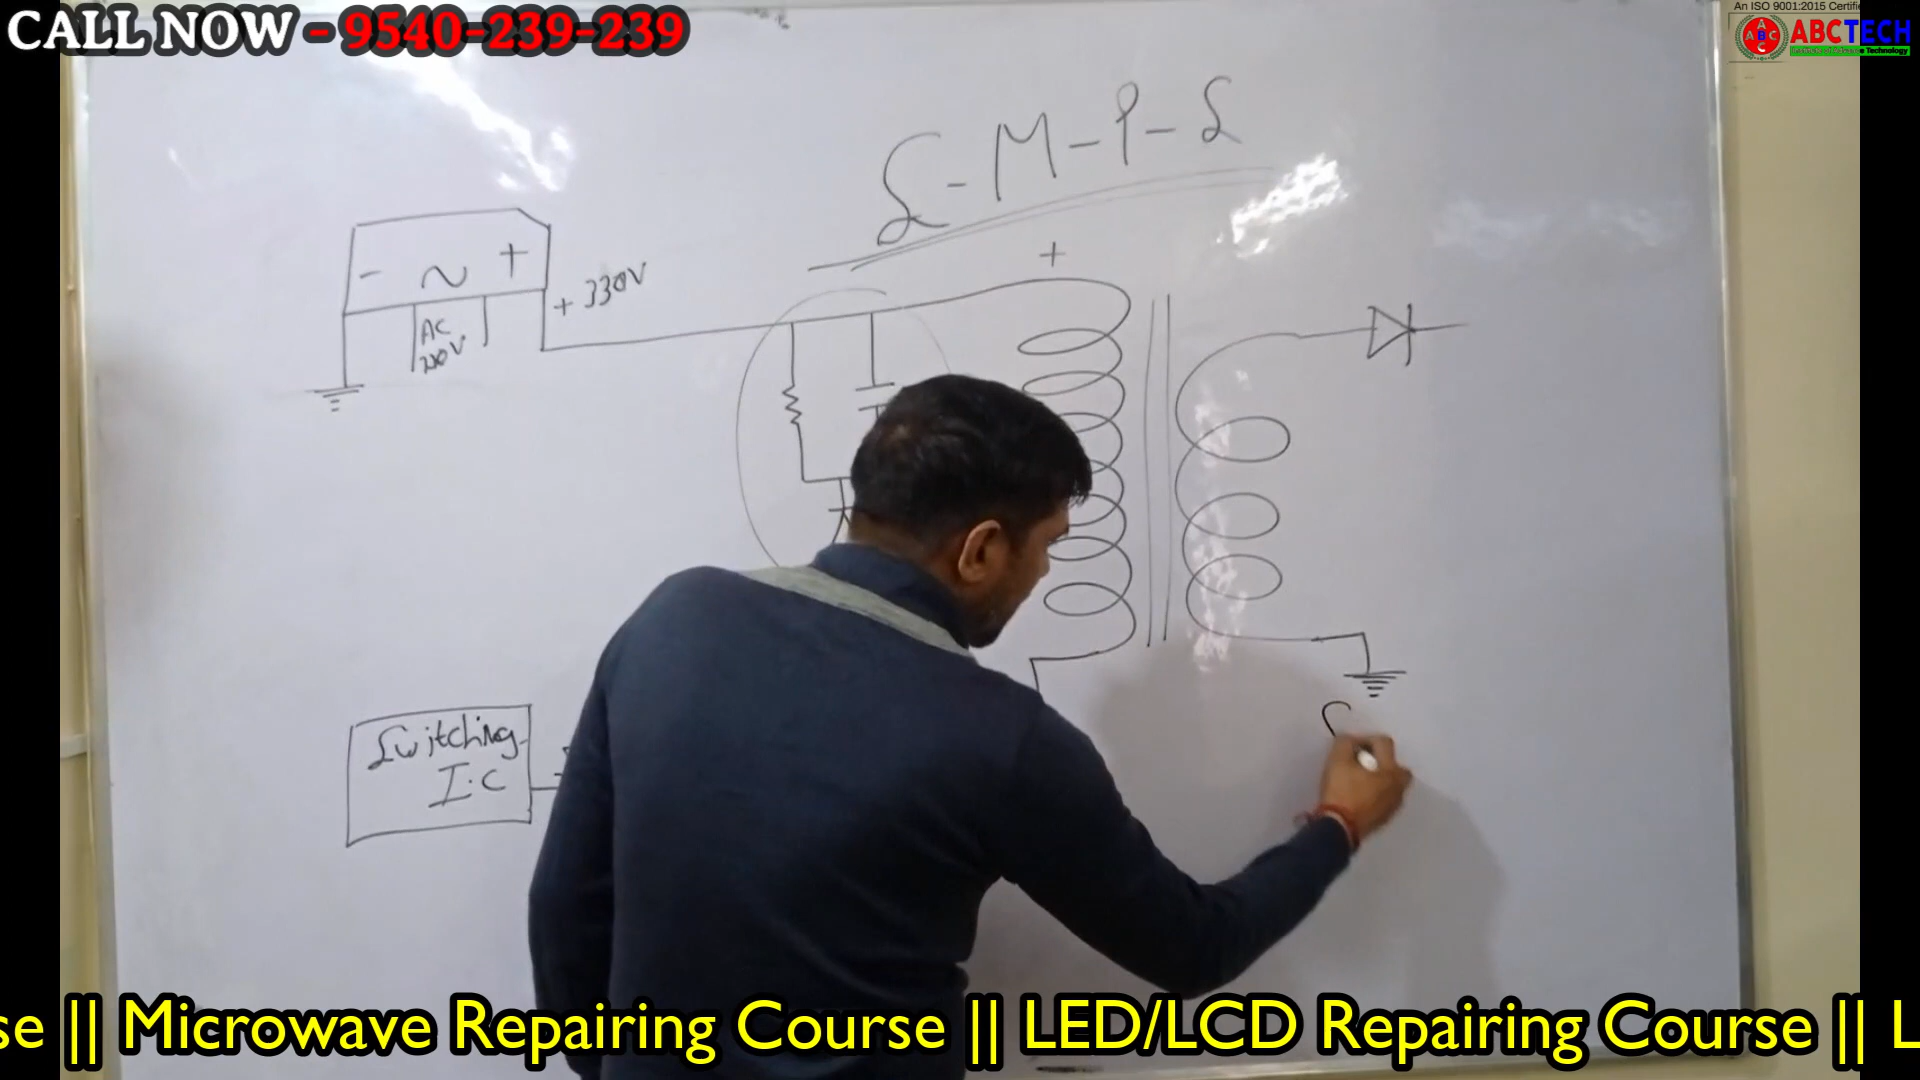 CALL NOW - 9540-239-239
An ISO 9001:2015 Certifie
ABCTECH
S-M-P-S
- ~ +
+ 330V
AC
220V
+
Switching
I.C
se || Microwave Repairing Course || LED/LCD Repairing Course || L